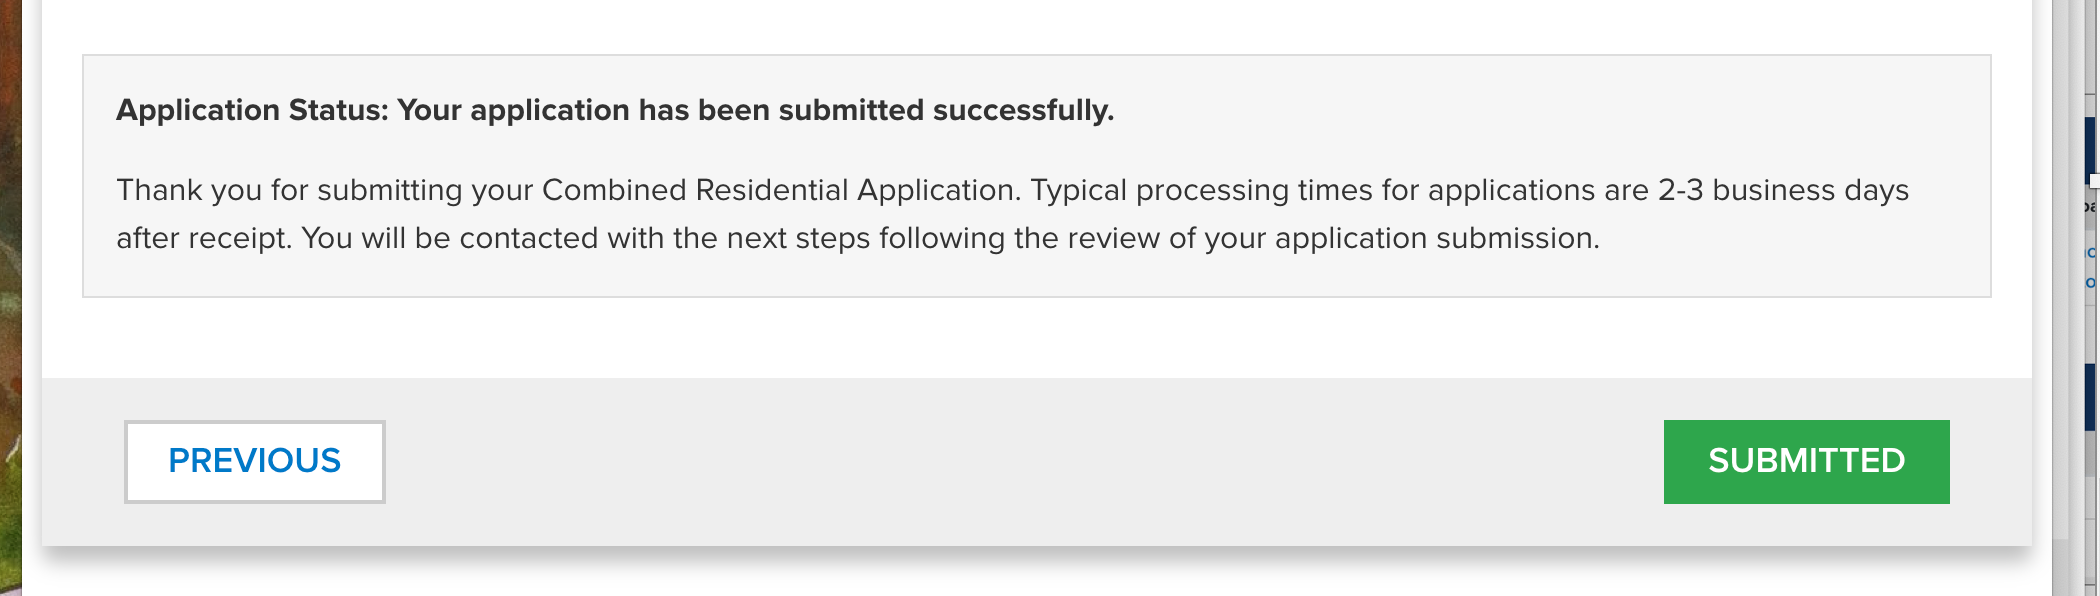 Application Status: Your application has been submitted successfully.
Thank you for submitting your Combined Residential Application. Typical processing times for applications are 2-3 business days
after receipt. You will be contacted with the next steps following the review of your application submission.
PREVIOUS
SUBMITTED